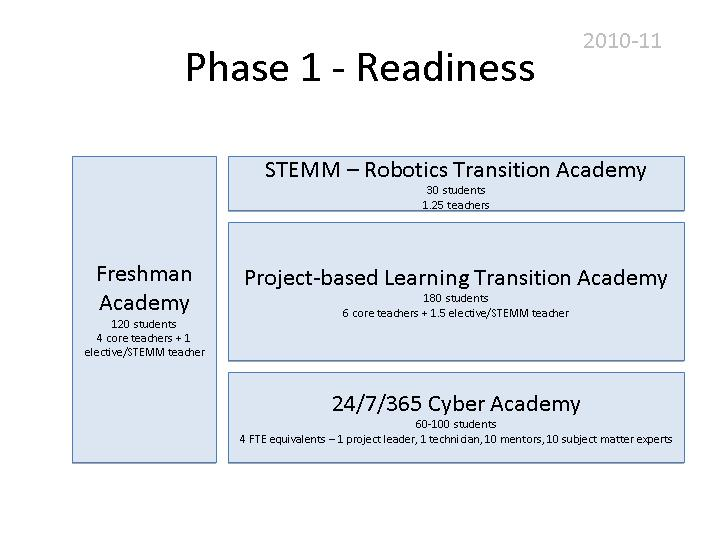 2010-11
Phase 1 - Readiness
STEMM – Robotics Transition Academy
30 students
1.25 teachers
Freshman
Academy
120 students
4 core teachers + 1
elective/STEMM teacher
Project-based Learning Transition Academy
180 students
6 core teachers + 1.5 elective/STEMM teacher
24/7/365 Cyber Academy
60-100 students
4 FTE equivalents – 1 project leader, 1 technician, 10 mentors, 10 subject matter experts